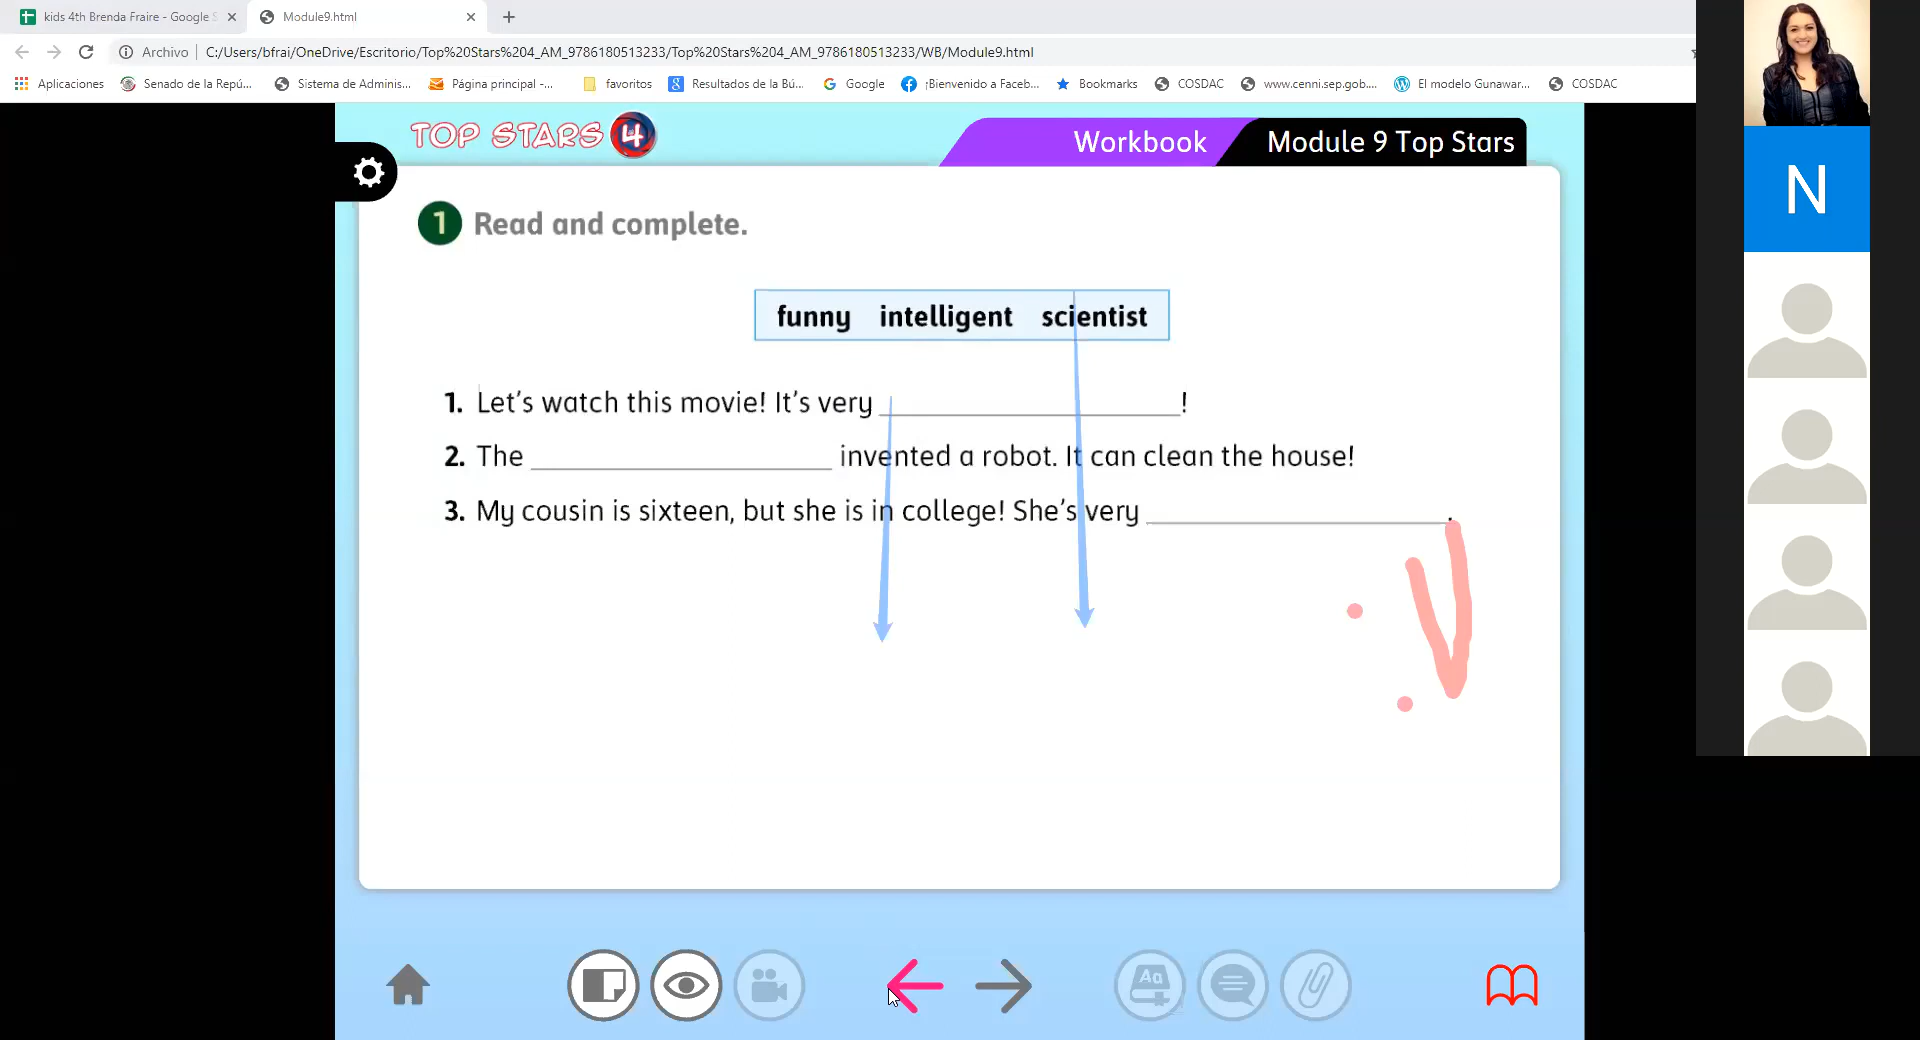 kids 4th Brenda Fraire - Google S
Module9.html
Archivo
C:/Users/bfrai/OneDrive/Escritorio/Top%20Stars%204_AM_9786180513233/Top%20Stars%204_AM_9786180513233/WB/Module9.html
Aplicaciones
Senado de la Repú...
Sistema de Adminis...
Página principal -...
favoritos
Resultados de la Bú...
Google
¡Bienvenido a Faceb...
Bookmarks
COSDAC
www.cenni.sep.gob....
El modelo Gunawar...
COSDAC
TOP STARS 4
Workbook
Module 9 Top Stars
N
1 Read and complete.
funny intelligent scientist
1. Let's watch this movie! It's very ____________________!
2. The ____________________ invented a robot. It can clean the house!
3. My cousin is sixteen, but she is in college! She's very ____________________.
Aa